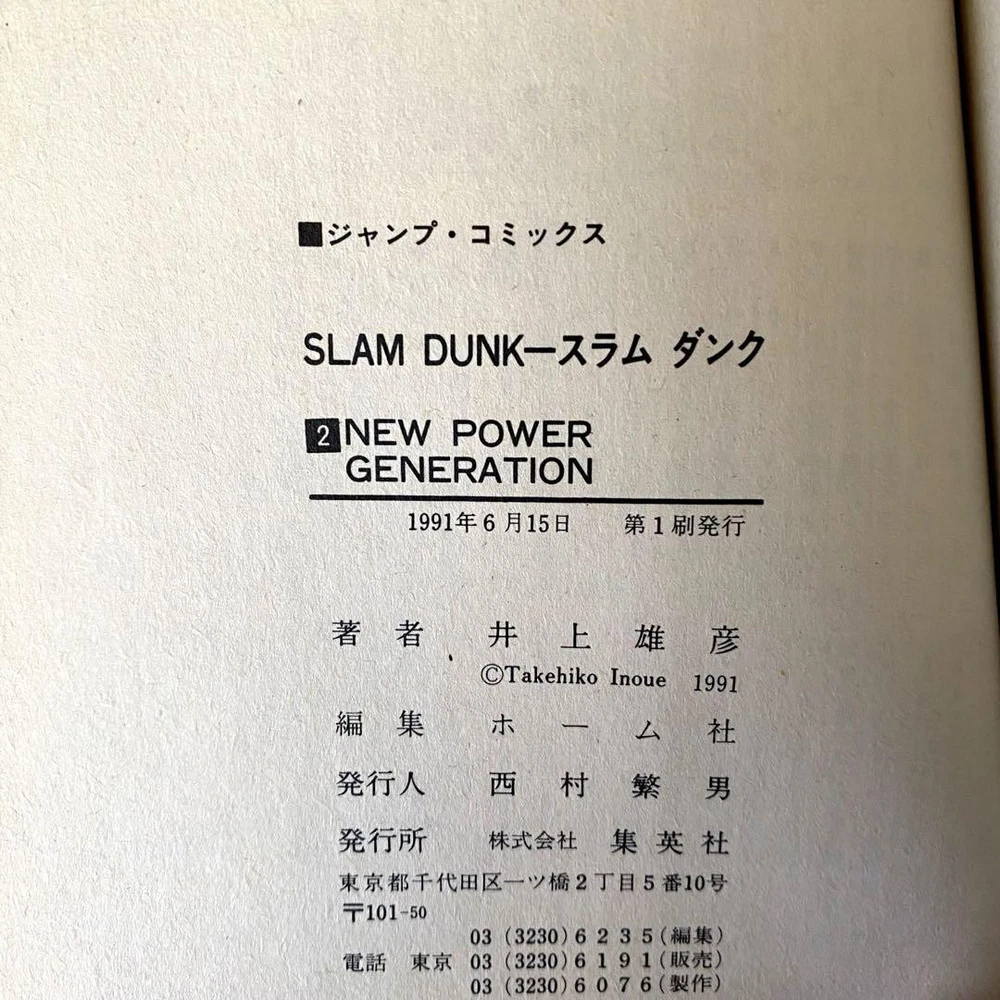 ■ジャンプ・コミックス
SLAM DUNK—スラム ダンク
2 NEW POWER
GENERATION
1991年6月15日　第1刷発行
著者　井上雄彦
©Takehiko Inoue 1991
編集　ホーム社
発行人　西村繁男
発行所　株式会社 集英社
東京都千代田区一ツ橋2丁目5番10号
〒101-50
03 (3230) 6235(編集)
電話 東京 03 (3230) 6191(販売)
03 (3230) 6076(製作)